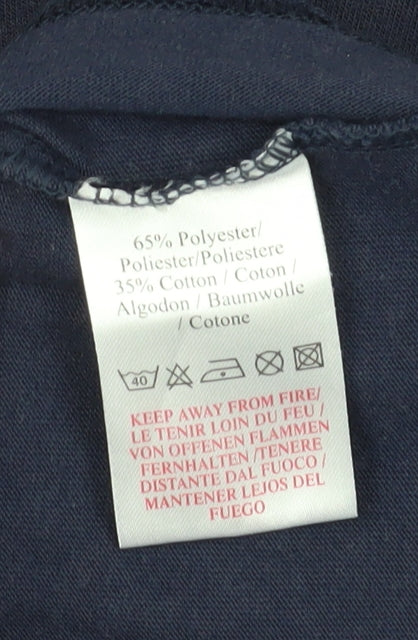 65% Polyester/
Poliester/Poliestere
35% Cotton / Coton /
Algodon / Baumwolle
/ Cotone
40
KEEP AWAY FROM FIRE/
LE TENIR LOIN DU FEU /
VON OFFENEN FLAMMEN
FERNHALTEN /TENERE
DISTANTE DAL FUOCO /
MANTENER LEJOS DEL
FUEGO